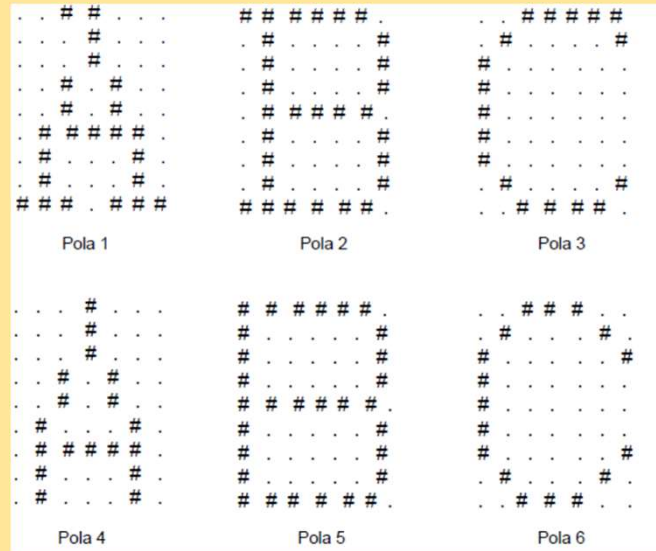 . . # # . . . # # # # # # . . . # # # # #
. . . # . . . . # . . . . # . # . . . . #
. . . # . . . . # . . . . # # . . . . . .
. . # . # . . . # . . . . # # . . . . . .
. . # . # . . . # # # # # . # . . . . . .
. # # # # # . . # . . . . # # . . . . . .
. # . . . # . . # . . . . # # . . . . . .
. # . . . # . . # . . . . # . # . . . . #
# # # . # # # # # # # # # . . . # # # # .
Pola 1 Pola 2 Pola 3
. . . # . . . # # # # # # . . . # # # . .
. . . # . . . # . . . . . # . # . . . # .
. . . # . . . # . . . . . # # . . . . . #
. . # . # . . # . . . . . # # . . . . . .
. . # . # . . # # # # # # . # . . . . . .
. # . . . # . # . . . . . # # . . . . . .
. # # # # # . # . . . . . # # . . . . . #
. # . . . # . # . . . . . # . # . . . # .
. # . . . # . # # # # # # . . . # # # . .
Pola 4 Pola 5 Pola 6